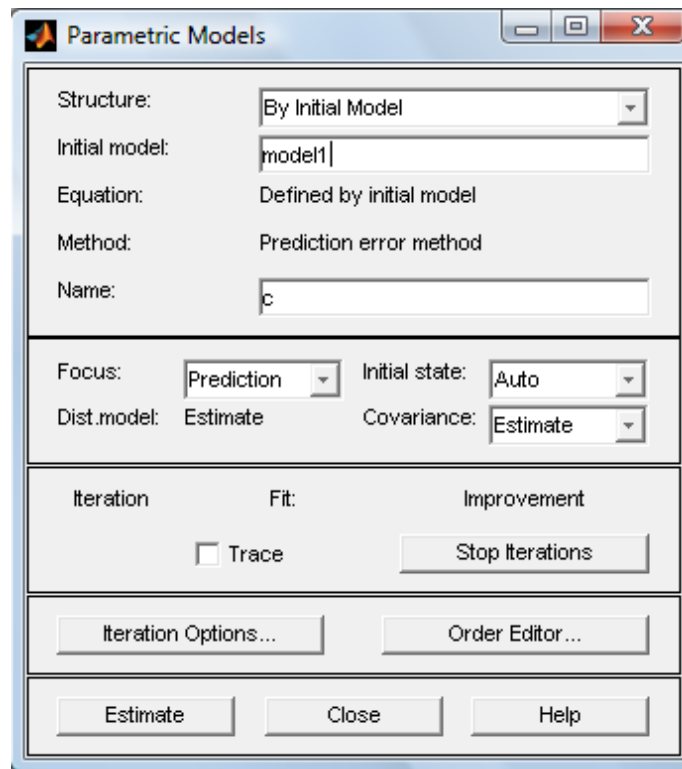 Parametric Models
Structure: By Initial Model
Initial model: model1
Equation: Defined by initial model
Method: Prediction error method
Name: c
Focus: Prediction Initial state: Auto
Dist.model: Estimate Covariance: Estimate
Iteration Fit: Improvement
Trace Stop Iterations
Iteration Options... Order Editor...
Estimate Close Help